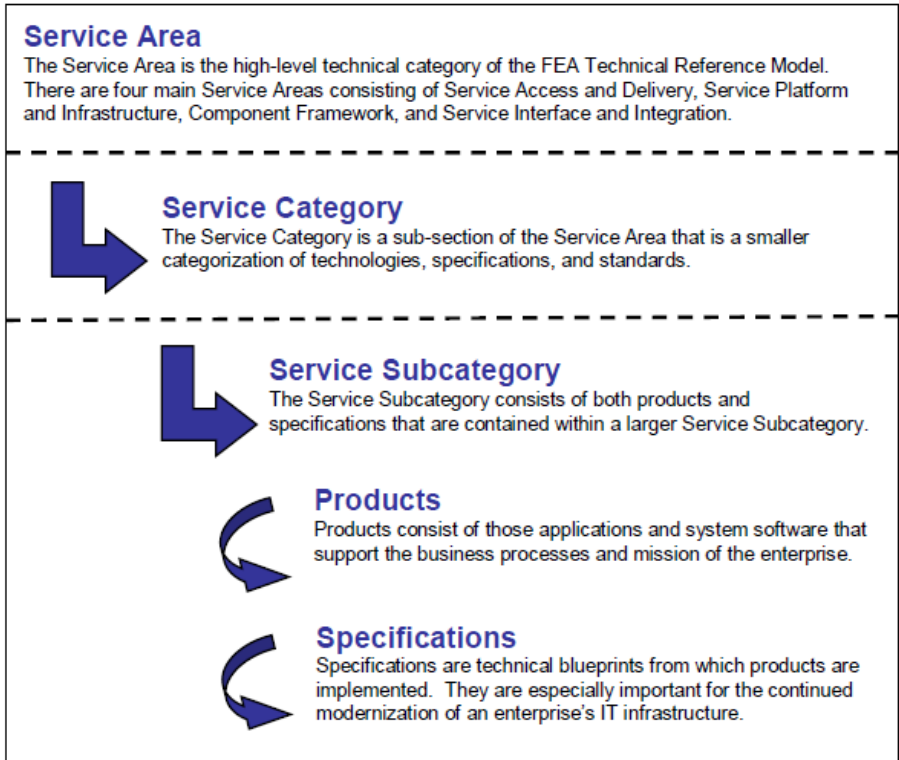 Service Area
The Service Area is the high-level technical category of the FEA Technical Reference Model.
There are four main Service Areas consisting of Service Access and Delivery, Service Platform
and Infrastructure, Component Framework, and Service Interface and Integration.
Service Category
The Service Category is a sub-section of the Service Area that is a smaller
categorization of technologies, specifications, and standards.
Service Subcategory
The Service Subcategory consists of both products and
specifications that are contained within a larger Service Subcategory.
Products
Products consist of those applications and system software that
support the business processes and mission of the enterprise.
Specifications
Specifications are technical blueprints from which products are
implemented.  They are especially important for the continued
modernization of an enterprise's IT infrastructure.